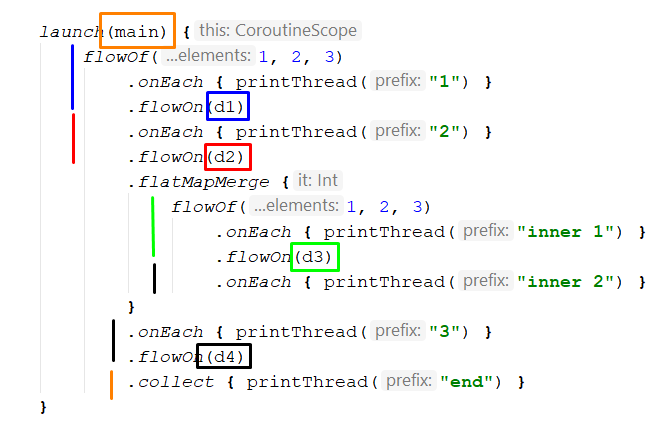 launch(main) { this: CoroutineScope
flowOf( ...elements: 1, 2, 3)
.onEach { printThread( prefix: "1") }
.flowOn(d1)
.onEach { printThread( prefix: "2") }
.flowOn(d2)
.flatMapMerge { it: Int
flowOf( ...elements: 1, 2, 3)
.onEach { printThread( prefix: "inner 1") }
.flowOn(d3)
.onEach { printThread( prefix: "inner 2") }
}
.onEach { printThread( prefix: "3") }
.flowOn(d4)
.collect { printThread( prefix: "end") }
}